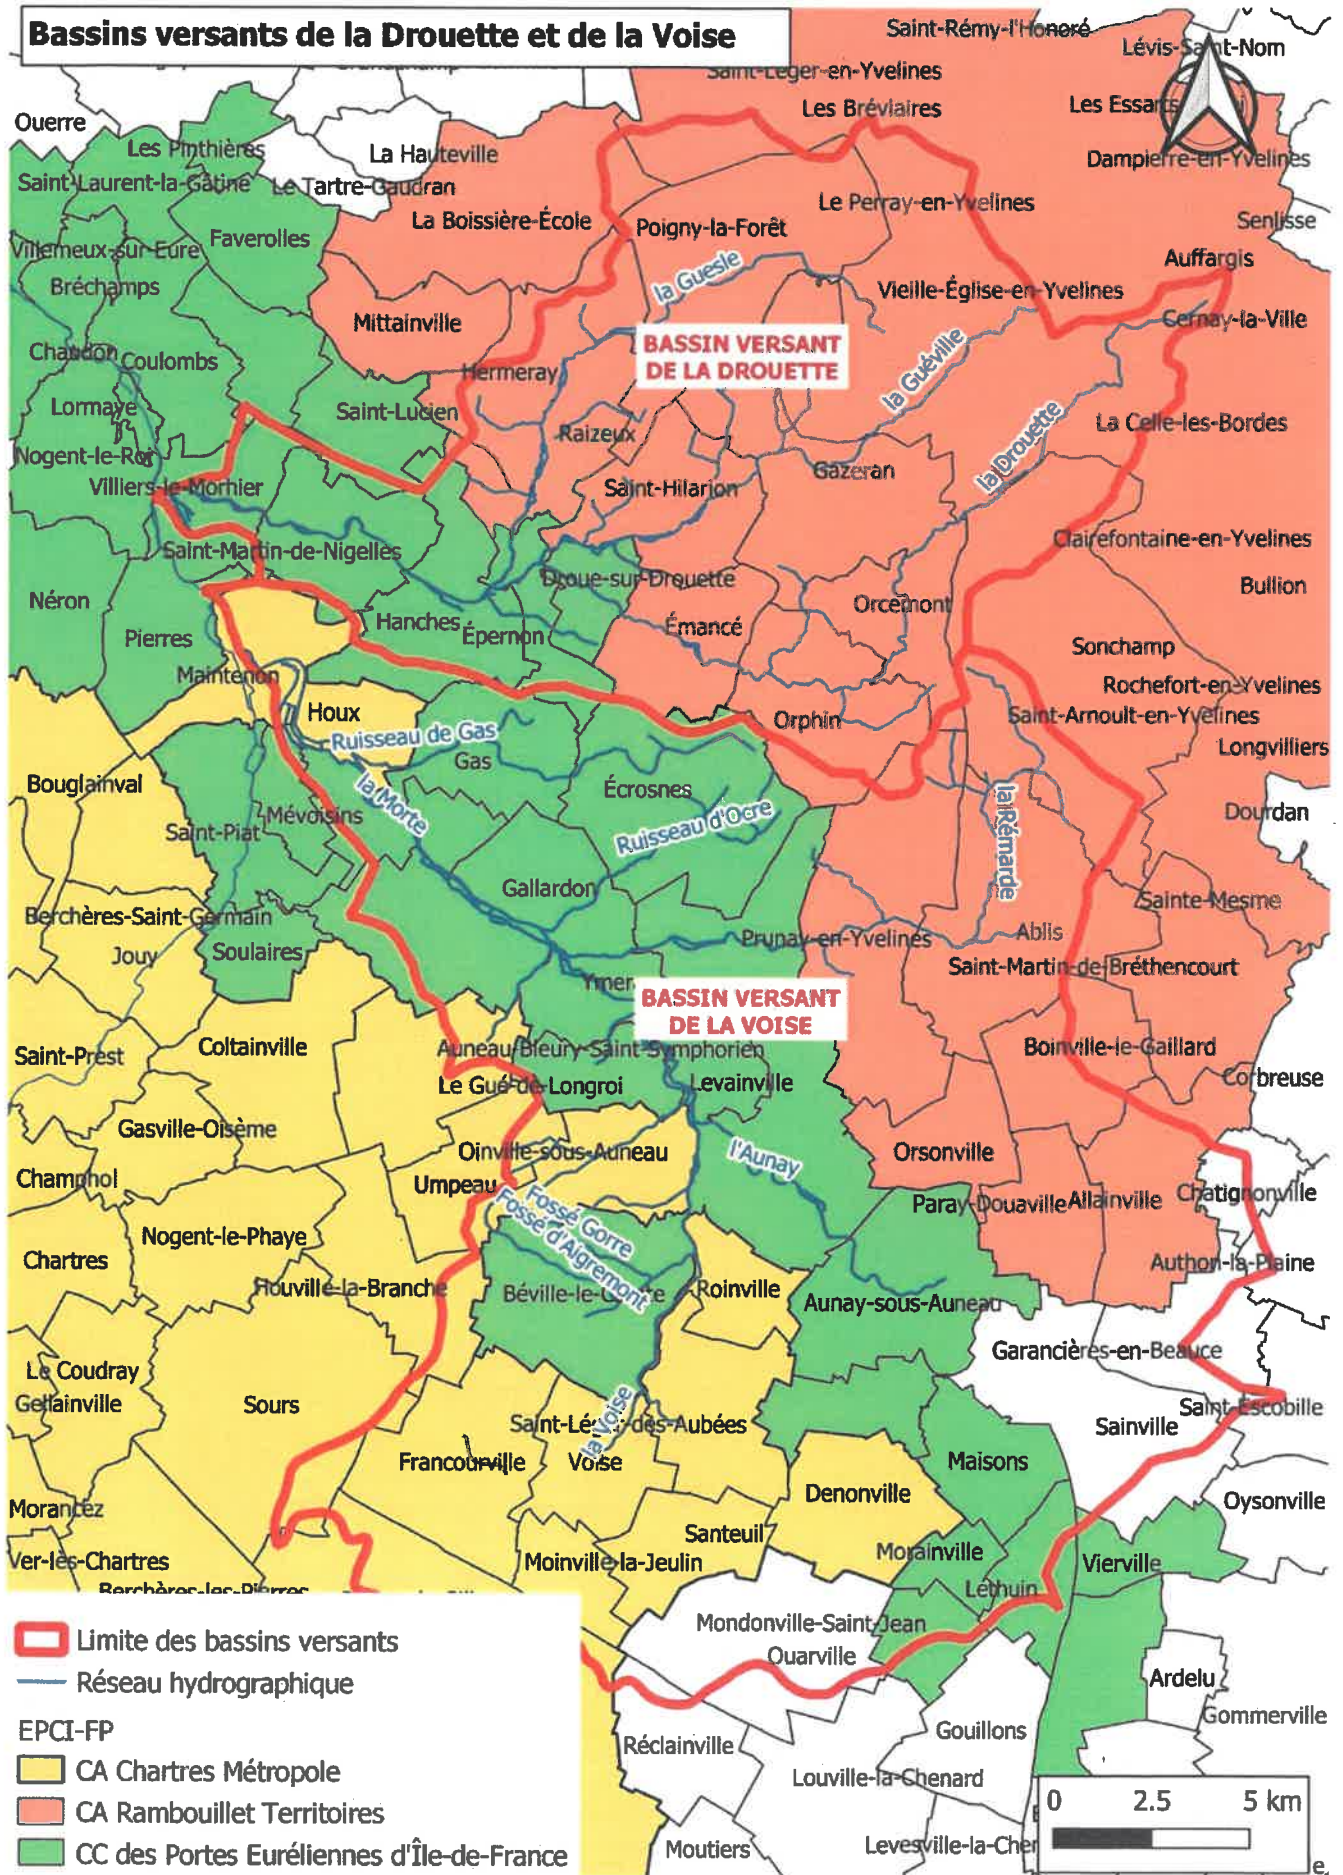 Bassins versants de la Drouette et de la Voise
Saint-Rémy-l'Honoré
Lévis-Saint-Nom
Saint-Léger-en-Yvelines
Les Bréviaires
Les Essarts
Ouerre
Les Pinthières
La Hauteville
Dampierre-en-Yvelines
Saint-Laurent-la-Gâtine
Le Tartre-Gaudran
La Boissière-École
Le Perray-en-Yvelines
Poigny-la-Forêt
Senlisse
Villemeux-sur-Eure
Faverolles
Auffargis
la Guesle
Bréchamps
Vieille-Église-en-Yvelines
Mittainville
Cernay-la-Ville
BASSIN VERSANT
DE LA DROUETTE
Chaudon
Coulombs
Hermeray
la Guéville
Lormaye
Saint-Lucien
La Celle-les-Bordes
Raizeux
la Drouette
Nogent-le-Roi
Gazeran
Villiers-le-Morhier
Saint-Hilarion
Saint-Martin-de-Nigelles
Clairefontaine-en-Yvelines
Droue-sur-Drouette
Bullion
Néron
Orcemont
Hanches
Émancé
Pierres
Épernon
Sonchamp
Maintenon
Rochefort-en-Yvelines
Houx
Orphin
Saint-Arnoult-en-Yvelines
Ruisseau de Gas
Longvilliers
Gas
Bouglainval
Écrosnes
la Morte
Mévoisins
Ruisseau d'Ocre
la Rémarde
Dourdan
Saint-Piat
Gallardon
Sainte-Mesme
Berchères-Saint-Germain
Prunay-en-Yvelines
Ablis
Jouy
Soulaires
Saint-Martin-de-Bréthencourt
Ymer
BASSIN VERSANT
DE LA VOISE
Saint-Prest
Coltainville
Auneau-Bleury-Saint-Symphorien
Boinville-le-Gaillard
Le Gué-de-Longroi
Levainville
Corbreuse
Gasville-Oisème
Oinville-sous-Auneau
l'Aunay
Orsonville
Champhol
Umpeau
Fossé Gorre
Paray-Douaville
Allainville
Chatignonville
Nogent-le-Phaye
Fossé d'Aigremont
Chartres
Authon-la-Plaine
Houville-la-Branche
Béville-le-Comte
Roinville
Aunay-sous-Auneau
Garancières-en-Beauce
Le Coudray
Gellainville
Sours
Saint-Léger-des-Aubées
la Voise
Saint-Escobille
Sainville
Francourville
Voise
Maisons
Denonville
Morancez
Oysonville
Santeuil
Ver-lès-Chartres
Moinville-la-Jeulin
Morainville
Vierville
Berchères-les-Pierres
Léthuin
Mondonville-Saint-Jean
Ouarville
Ardelu
Gommerville
Réclainville
Gouillons
Louville-la-Chenard
Moutiers
Levesville-la-Cher
Limite des bassins versants
Réseau hydrographique
EPCI-FP
CA Chartres Métropole
CA Rambouillet Territoires
CC des Portes Euréliennes d'Île-de-France
0 2.5 5 km